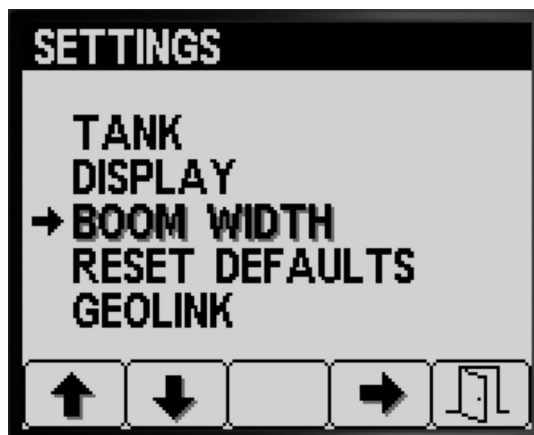 SETTINGS
TANK
DISPLAY
BOOM WIDTH
RESET DEFAULTS
GEOLINK